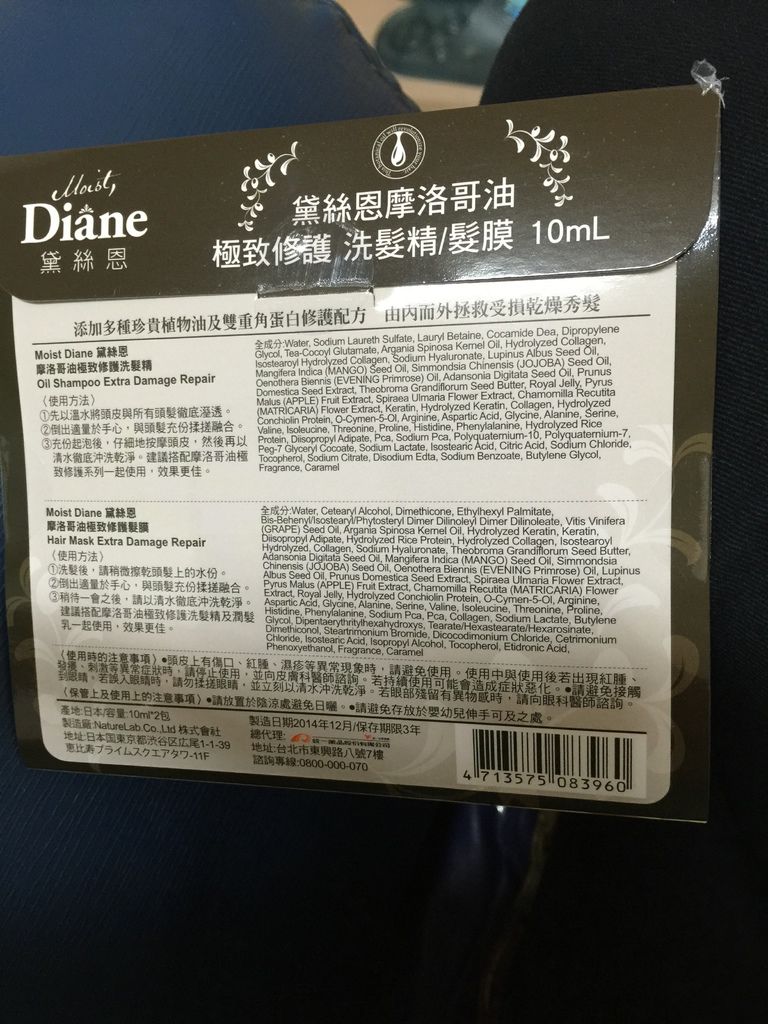 Moist,
Diane
黛絲恩
黛絲恩摩洛哥油
極致修護 洗髮精/髮膜 10mL
添加多種珍貴植物油及雙重角蛋白修護配方 由內而外拯救受損乾燥秀髮
Moist Diane 黛絲恩
摩洛哥油極致修護洗髮精
Oil Shampoo Extra Damage Repair
〈使用方法〉
①先以溫水將頭皮與所有頭髮徹底溼透。
②倒出適量於手心，與頭髮充份揉搓融合。
③充份起泡後，仔細地按摩頭皮，然後再以
清水徹底沖洗乾淨。建議搭配摩洛哥油極
致修護系列一起使用，效果更佳。
全成分:Water, Sodium Laureth Sulfate, Lauryl Betaine, Cocamide Dea, Dipropylene
Glycol, Tea-Cocoyl Glutamate, Argania Spinosa Kernel Oil, Hydrolyzed Collagen,
Isostearoyl Hydrolyzed Collagen, Sodium Hyaluronate, Lupinus Albus Seed Oil,
Mangifera Indica (MANGO) Seed Oil, Simmondsia Chinensis (JOJOBA) Seed Oil,
Oenothera Biennis (EVENING Primrose) Oil, Adansonia Digitata Seed Oil, Prunus
Domestica Seed Extract, Theobroma Grandiflorum Seed Butter, Royal Jelly, Pyrus
Malus (APPLE) Fruit Extract, Spiraea Ulmaria Flower Extract, Chamomilla Recutita
(MATRICARIA) Flower Extract, Keratin, Hydrolyzed Keratin, Collagen, Hydrolyzed
Conchiolin Protein, O-Cymen-5-Ol, Arginine, Aspartic Acid, Glycine, Alanine, Serine,
Valine, Isoleucine, Threonine, Proline, Histidine, Phenylalanine, Hydrolyzed Rice
Protein, Diisopropyl Adipate, Pca, Sodium Pca, Polyquaternium-10, Polyquaternium-7,
Peg-7 Glyceryl Cocoate, Sodium Lactate, Isostearic Acid, Citric Acid, Sodium Chloride,
Tocopherol, Sodium Citrate, Disodium Edta, Sodium Benzoate, Butylene Glycol,
Fragrance, Caramel
Moist Diane 黛絲恩
摩洛哥油極致修護髮膜
Hair Mask Extra Damage Repair
〈使用方法〉
①洗髮後，請稍微擦乾頭髮上的水份。
②倒出適量於手心，與頭髮充份揉搓融合。
③稍待一會之後，請以清水徹底沖洗乾淨。
建議搭配摩洛哥油極致修護洗髮精及潤髮
乳一起使用，效果更佳。
全成分:Water, Cetearyl Alcohol, Dimethicone, Ethylhexyl Palmitate,
Bis-Behenyl/Isostearyl/Phytosteryl Dimer Dilinoleyl Dimer Dilinoleate, Vitis Vinifera
(GRAPE) Seed Oil, Argania Spinosa Kernel Oil, Hydrolyzed Keratin, Keratin,
Diisopropyl Adipate, Hydrolyzed Rice Protein, Hydrolyzed Collagen, Isostearoyl
Hydrolyzed, Collagen, Sodium Hyaluronate, Theobroma Grandiflorum Seed Butter,
Adansonia Digitata Seed Oil, Mangifera Indica (MANGO) Seed Oil, Simmondsia
Chinensis (JOJOBA) Seed Oil, Oenothera Biennis (EVENING Primrose) Oil, Lupinus
Albus Seed Oil, Prunus Domestica Seed Extract, Spiraea Ulmaria Flower Extract,
Pyrus Malus (APPLE) Fruit Extract, Chamomilla Recutita (MATRICARIA) Flower
Extract, Royal Jelly, Hydrolyzed Conchiolin Protein, O-Cymen-5-Ol, Arginine,
Aspartic Acid, Glycine, Alanine, Serine, Valine, Isoleucine, Threonine, Proline,
Histidine, Phenylalanine, Sodium Pca, Pca, Collagen, Sodium Lactate, Butylene
Glycol, Dipentaerythritylhexahydroxys, Tearate/Hexastearate/Hexarosinate,
Dimethiconol, Steartrimonium Bromide, Dicocodimonium Chloride, Cetrimonium
Chloride, Isostearic Acid, Isopropyl Alcohol, Tocopherol, Etidronic Acid,
Phenoxyethanol, Fragrance, Caramel
〈使用時的注意事項〉●頭皮上有傷口、紅腫、濕疹等異常現象時，請避免使用。使用中與使用後若出現紅腫、
發癢、刺激等異常症狀時，請停止使用，並向皮膚科醫師諮詢。若持續使用可能會造成症狀惡化。●請避免接觸
到眼睛。若誤入眼睛時，請勿揉搓眼睛，並立刻以清水沖洗乾淨。若眼部殘留有異物感時，請向眼科醫師諮詢。
〈保管上及使用上的注意事項〉●請放置於陰涼處避免日曬。●請避免存放於嬰幼兒伸手可及之處。
產地:日本/容量:10ml*2包
製造廠:NatureLab.Co.,Ltd 株式會社
地址:日本国東京都渋谷区広尾1-1-39
恵比寿プライムスクエアタワ-11F
製造日期2014年12月/保存期限3年
總代理: 統一藥品股份有限公司
地址:台北市東興路八號7樓
諮詢專線:0800-000-070
4 713575 083960